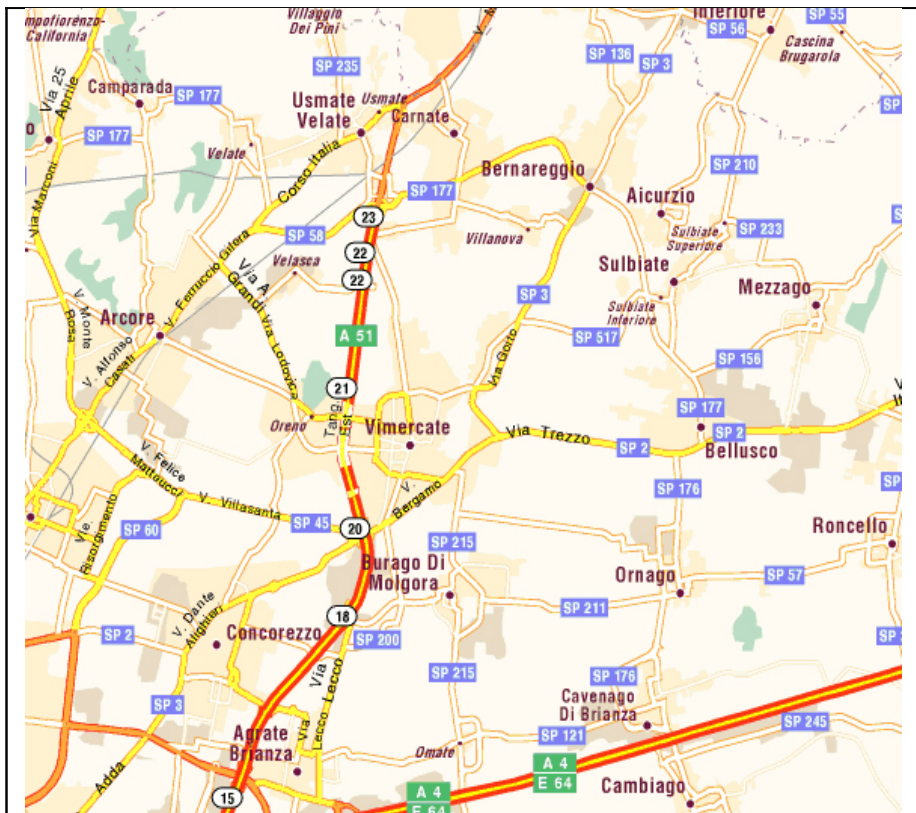 mpofiorenzo-
California
Villaggio
Dei Pini
V.
Inferiore
SP 56
SP 55
Cascina
Brugarola
SP 136
SP 3
SP 235
Via 25
Aprile
Camparada
SP 177
Usmate
Velate
Usmate
Carnate
SP 177
Velate
Corso Italia
Bernareggio
SP 177
SP 210
Aicurzio
Via Marconi
23
SP 58
Villanova
Sulbiate
Superiore
SP 233
V. Ferruccio Gilera
22
Velasca
22
Via A.
Grandi
Sulbiate
Mezzago
SP 3
Sulbiate
Inferiore
V. Monte
Rosa
Arcore
A 51
SP 517
Via Lodovica
V. Alfonso
Casati
Via Goito
SP 156
21
SP 177
Oreno
Tang.
Est
Vimercate
Via Trezzo
SP 2
SP 2
Bellusco
V. Felice
Matteucci
V. Villasanta
V.
Bergamo
SP 176
Vie
Risorgimento
SP 60
SP 45
20
SP 215
Roncello
Burago Di
Molgora
Ornago
SP 57
V. Dante
Alighieri
18
SP 211
SP 2
Concorezzo
SP 200
Via
Lecco
SP 215
SP 176
SP 3
Via
Lecco
Cavenago
Di Brianza
SP 245
Agrate
Brianza
SP 121
Omate
Adda
A 4
E 64
Cambiago
15
A 4
E 64